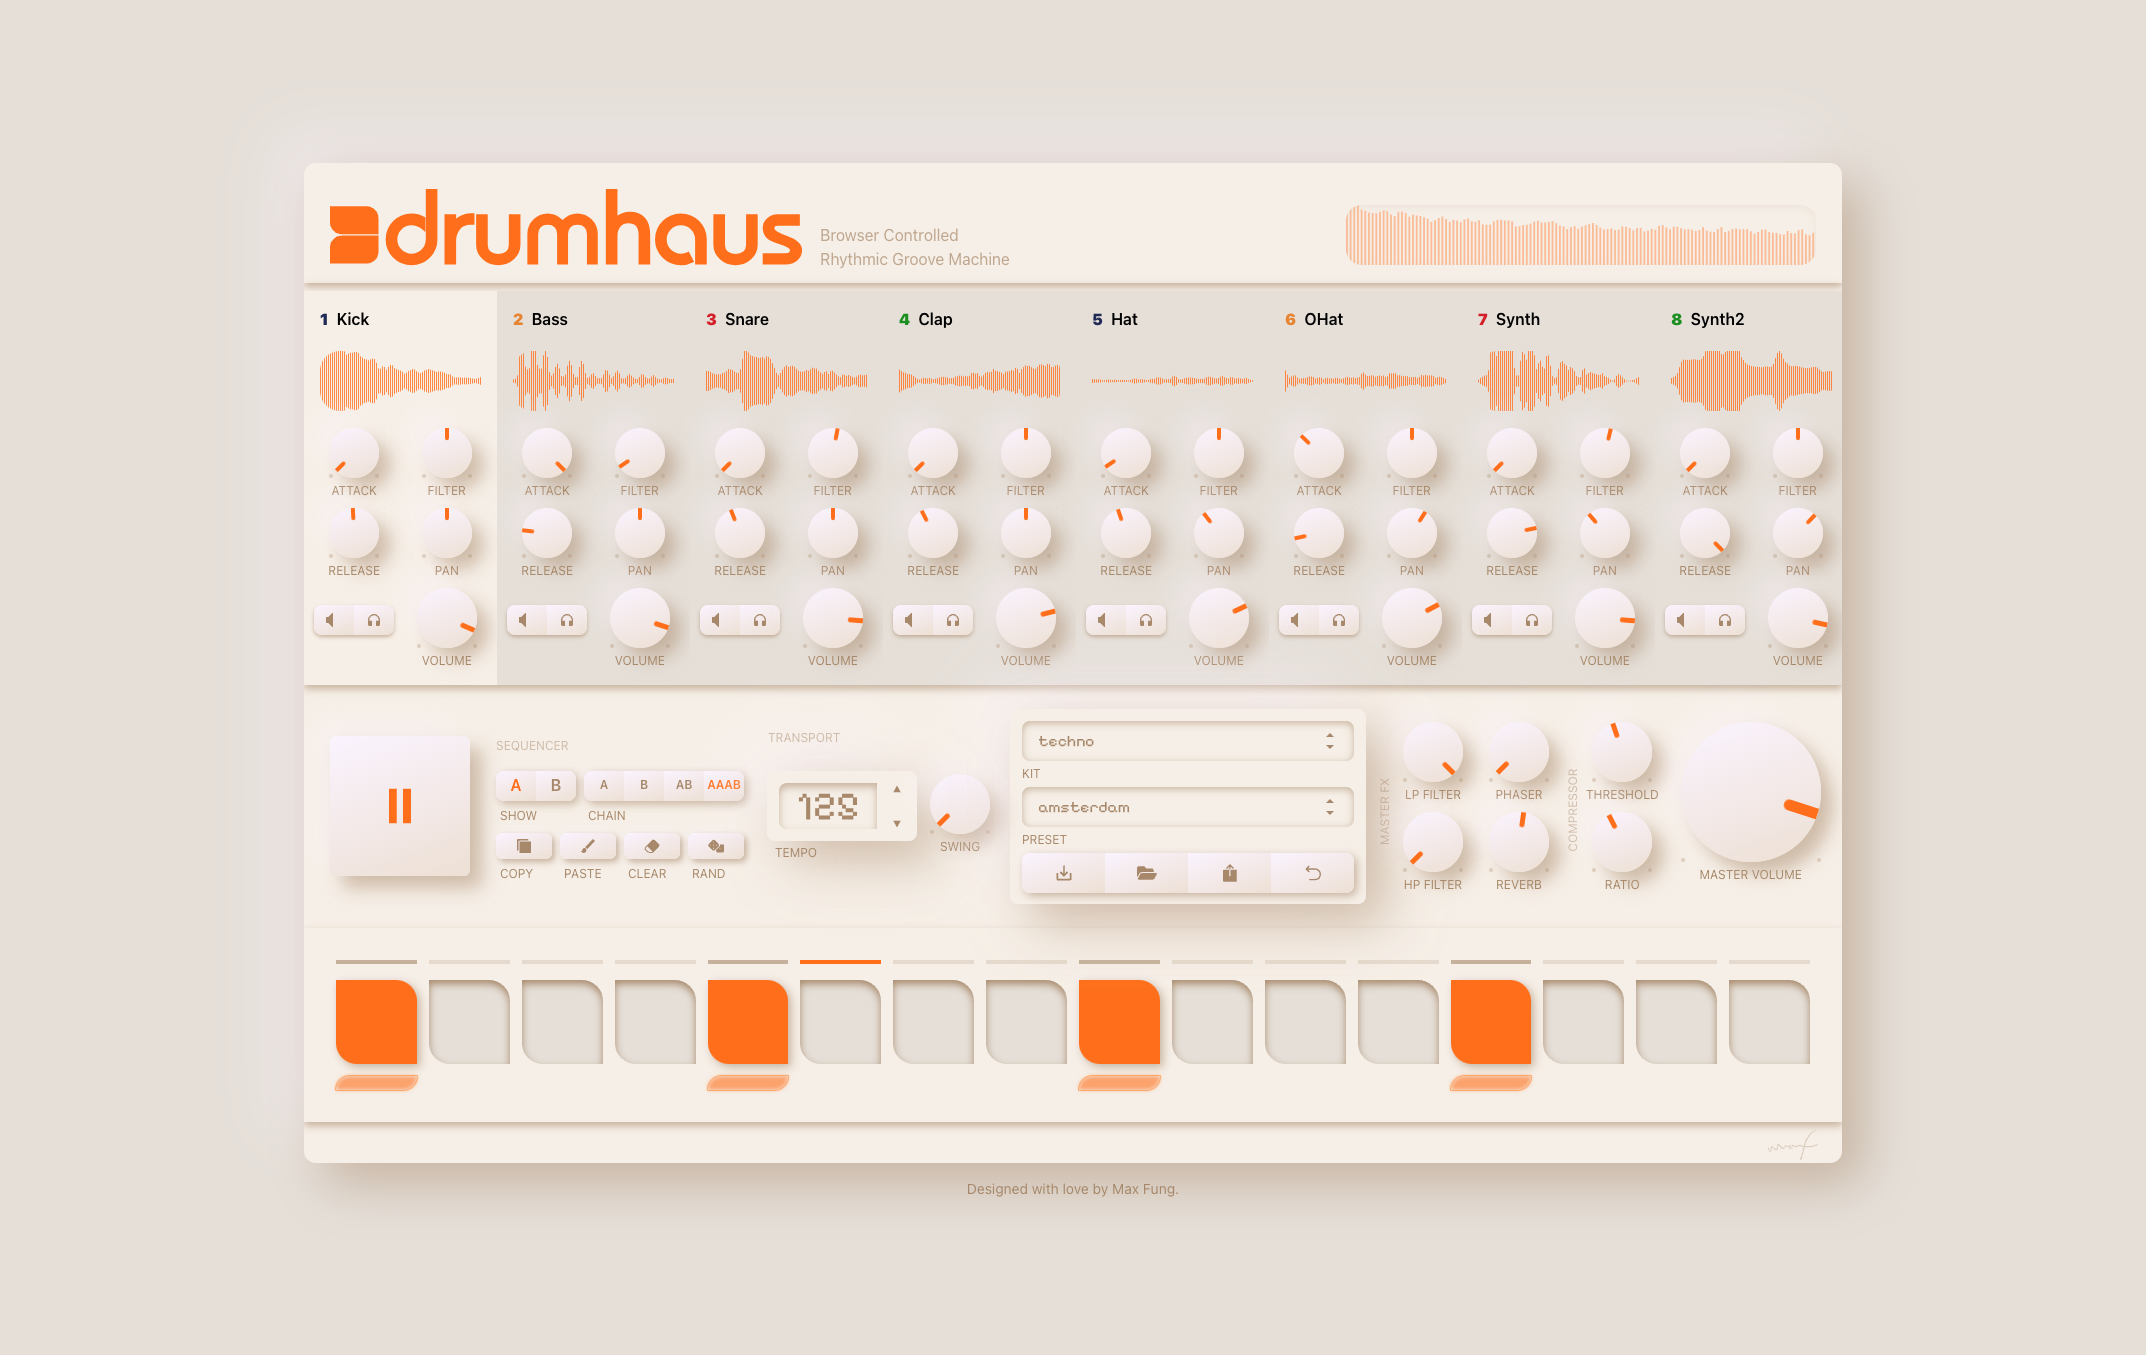 drumhaus
Browser Controlled
Rhythmic Groove Machine
1 Kick
2 Bass
3 Snare
4 Clap
5 Hat
6 OHat
7 Synth
8 Synth2
ATTACK FILTER ATTACK FILTER ATTACK FILTER ATTACK FILTER ATTACK FILTER ATTACK FILTER ATTACK FILTER ATTACK FILTER
RELEASE PAN RELEASE PAN RELEASE PAN RELEASE PAN RELEASE PAN RELEASE PAN RELEASE PAN RELEASE PAN
VOLUME VOLUME VOLUME VOLUME VOLUME VOLUME VOLUME VOLUME
SEQUENCER
A B
SHOW
A B AB AAAB
CHAIN
COPY PASTE CLEAR RAND
TRANSPORT
128
TEMPO
SWING
techno
KIT
amsterdam
PRESET
MASTER FX
LP FILTER PHASER
HP FILTER REVERB
COMPRESSOR
THRESHOLD
RATIO
MASTER VOLUME
Designed with love by Max Fung.